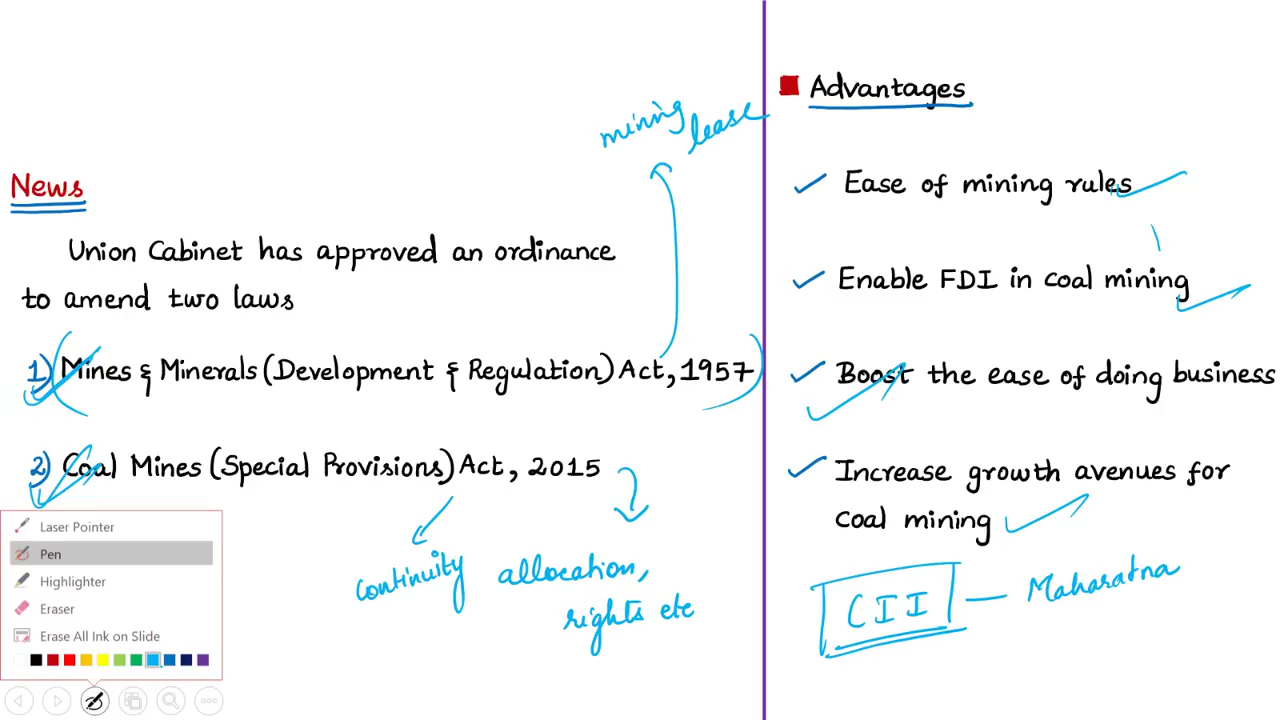 News
Union Cabinet has approved an ordinance
to amend two laws
mining lease
1) Mines & Minerals (Development & Regulation) Act, 1957
2) Coal Mines (Special Provisions) Act, 2015
continuity allocation,
rights etc
Laser Pointer
Pen
Highlighter
Eraser
Erase All Ink on Slide
Advantages
Ease of mining rules
Enable FDI in coal mining
Boost the ease of doing business
Increase growth avenues for
coal mining
CII — Maharatna